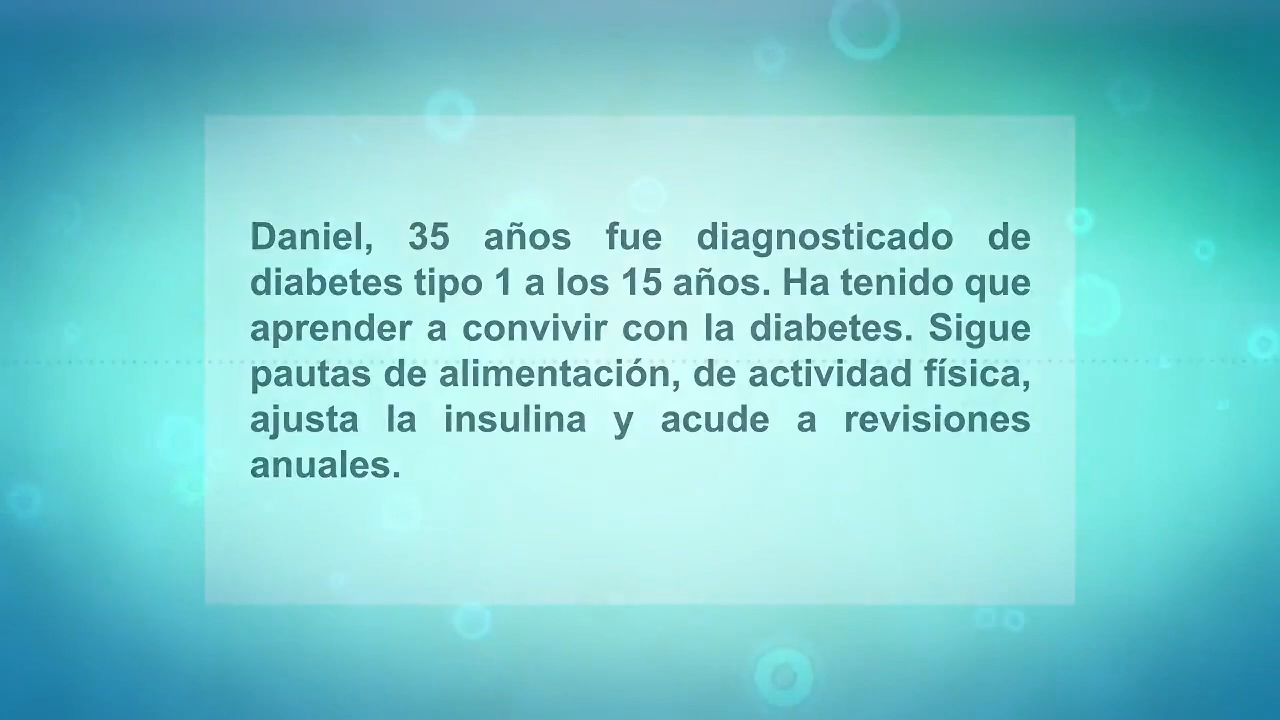 Daniel, 35 años fue diagnosticado de
diabetes tipo 1 a los 15 años. Ha tenido que
aprender a convivir con la diabetes. Sigue
pautas de alimentación, de actividad física,
ajusta la insulina y acude a revisiones
anuales.